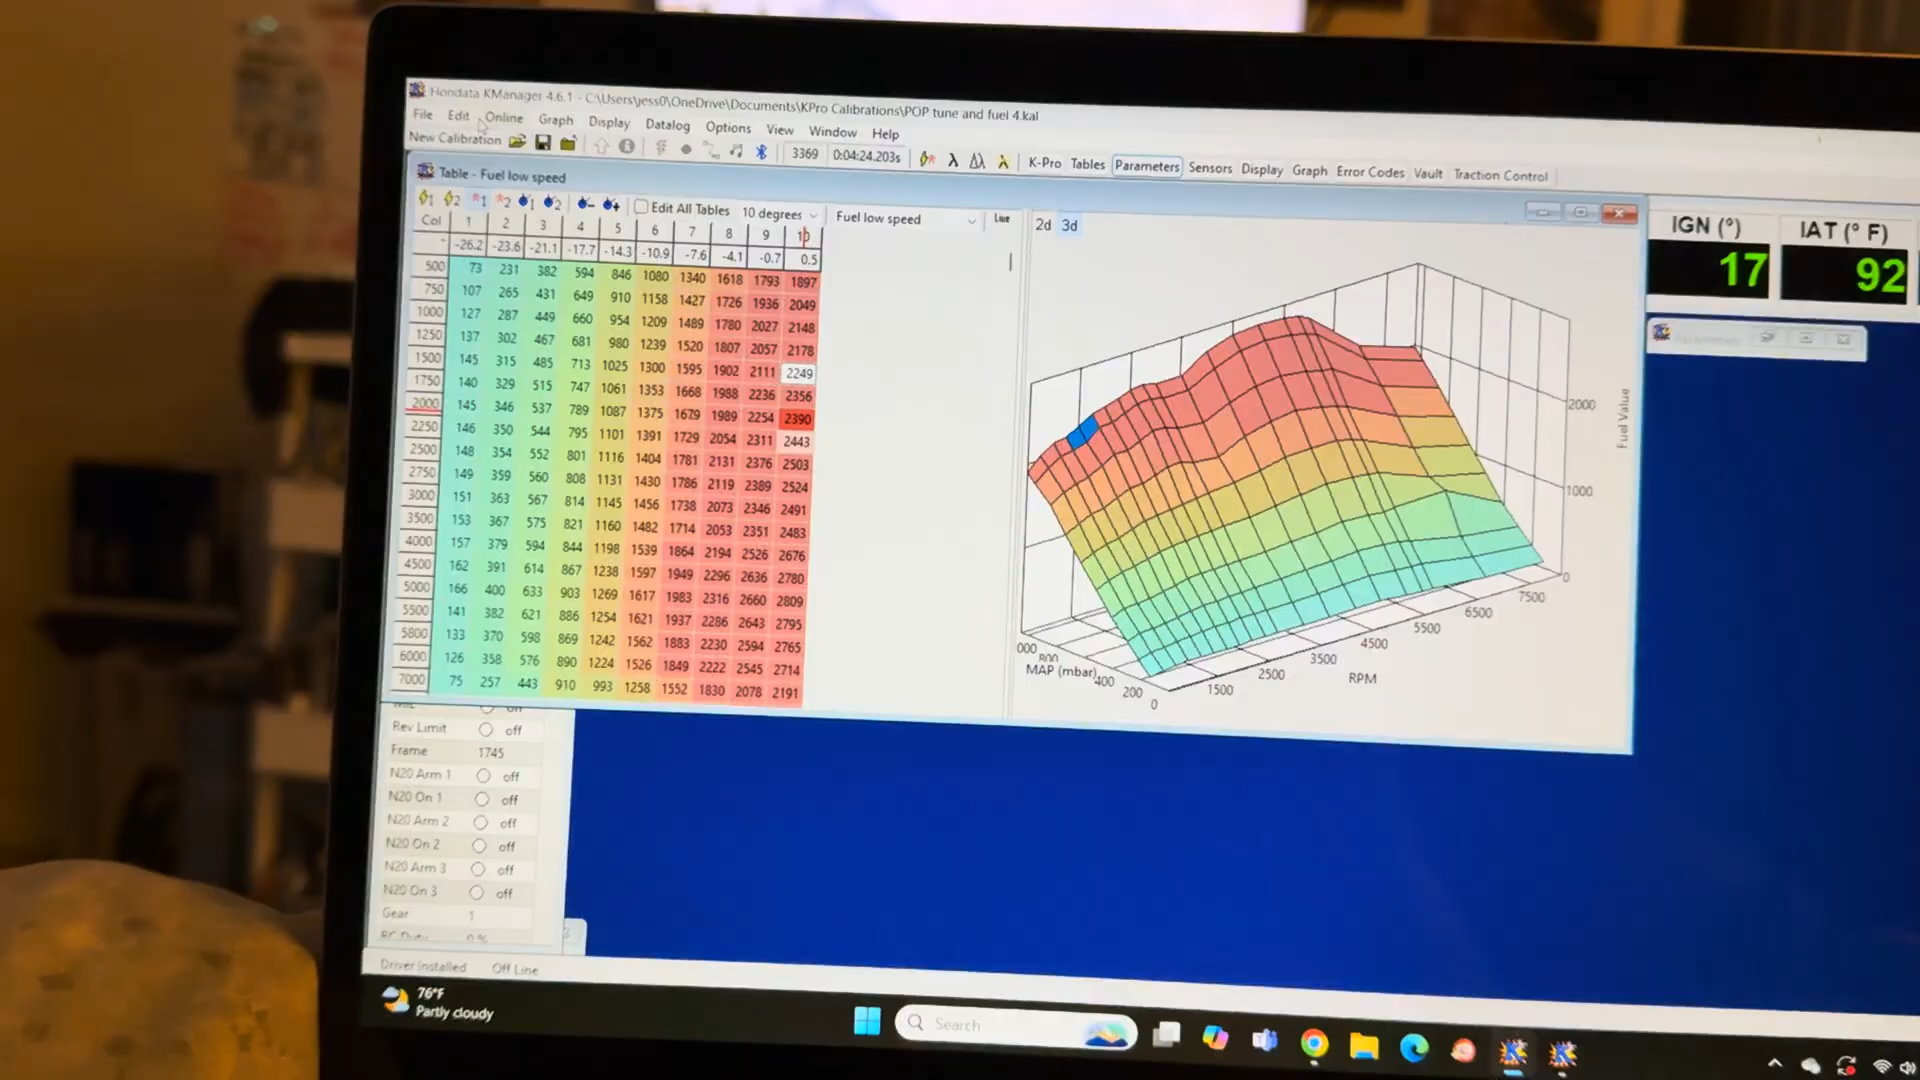 Hondata KManager 4.6.1 - C:\Users\jess0\OneDrive\Documents\KPro Calibrations\POP tune and fuel 4.kal
File Edit Online Graph Display Datalog Options View Window Help
New Calibration 3369 0:04:24.203s K-Pro Tables Parameters Sensors Display Graph Error Codes Vault Traction Control
Table - Fuel low speed
Edit All Tables 10 degrees Fuel low speed Live 2d 3d
IGN (°) IAT (° F)
17 92
Col 1 2 3 4 5 6 7 8 9 10
" -26.2 -23.6 -21.1 -17.7 -14.3 -10.9 -7.6 -4.1 -0.7 0.5
500 73 231 382 594 846 1080 1340 1618 1793 1897
750 107 265 431 649 910 1158 1427 1726 1936 2049
1000 127 287 449 660 954 1209 1489 1780 2027 2148
1250 137 302 467 681 980 1239 1520 1807 2057 2178
1500 145 315 485 713 1025 1300 1595 1902 2111 2249
1750 140 329 515 747 1061 1353 1668 1988 2236 2356
2000 145 346 537 789 1087 1375 1679 1989 2254 2390
2250 146 350 544 795 1101 1391 1729 2054 2311 2443
2500 148 354 552 801 1116 1404 1781 2131 2376 2503
2750 149 359 560 808 1131 1430 1786 2119 2389 2524
3000 151 363 567 814 1145 1456 1738 2073 2346 2491
3500 153 367 575 821 1160 1482 1714 2053 2351 2483
4000 157 379 594 844 1198 1539 1864 2194 2526 2676
4500 162 391 614 867 1238 1597 1949 2296 2636 2780
5000 166 400 633 903 1269 1617 1983 2316 2660 2809
5500 141 382 621 886 1254 1621 1937 2286 2643 2795
5800 133 370 598 869 1242 1562 1883 2230 2594 2765
6000 126 358 576 890 1224 1526 1849 2222 2545 2714
7000 75 257 443 910 993 1258 1552 1830 2078 2191
2000
1000
0
Fuel Value
7500
6500
5500
4500
3500
2500
1500
RPM
000
800
400
200
0
MAP (mbar)
Rev Limit off
Frame 1745
N20 Arm 1 off
N20 On 1 off
N20 Arm 2 off
N20 On 2 off
N20 Arm 3 off
N20 On 3 off
Gear 1
Driver Installed Off Line
76°F
Partly cloudy
Search